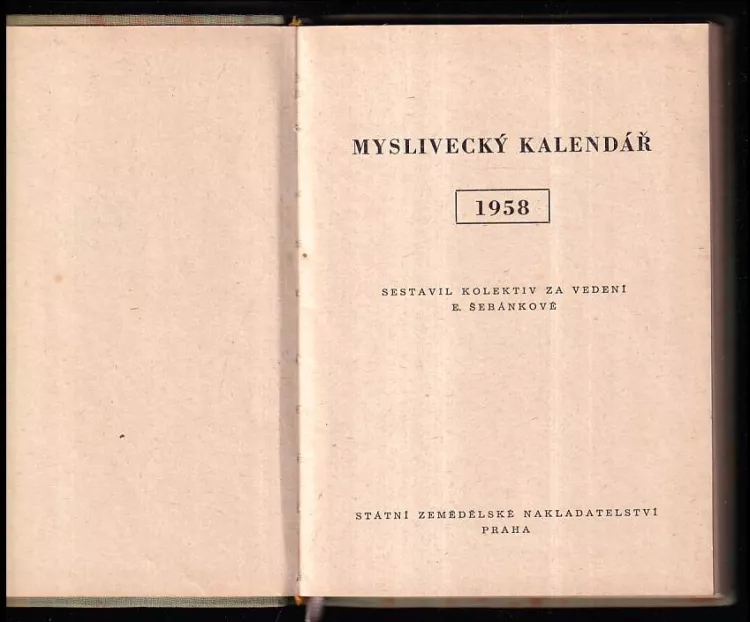 MYSLIVECKÝ KALENDÁŘ
1958
SESTAVIL KOLEKTIV ZA VEDENÍ
E. ŠEBÁNKOVÉ
STÁTNÍ ZEMĚDĚLSKÉ NAKLADATELSTVÍ
PRAHA